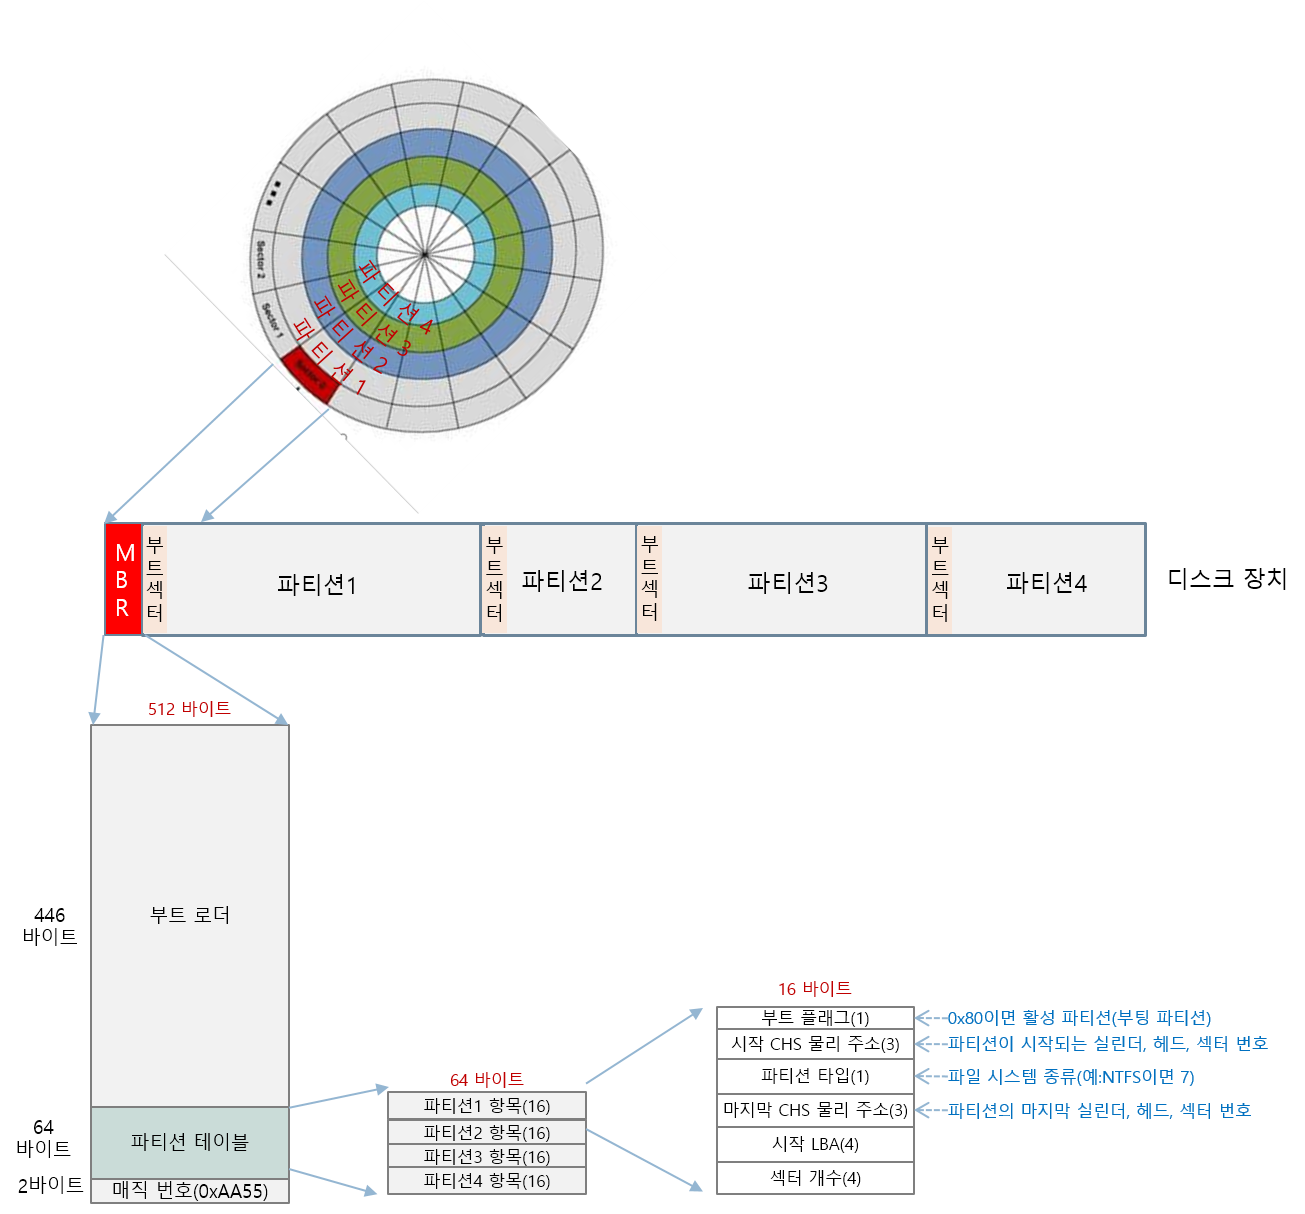 Sector 2
Sector 1
Sector 0
파티션4
파티션3
파티션2
파티션1
MBR
부트섹터
파티션1
부트섹터
파티션2
부트섹터
파티션3
부트섹터
파티션4
디스크 장치
512 바이트
446
바이트
부트 로더
64
바이트
파티션 테이블
2바이트
매직 번호(0xAA55)
64 바이트
파티션1 항목(16)
파티션2 항목(16)
파티션3 항목(16)
파티션4 항목(16)
16 바이트
부트 플래그(1)
0x80이면 활성 파티션(부팅 파티션)
시작 CHS 물리 주소(3)
파티션이 시작되는 실린더, 헤드, 섹터 번호
파티션 타입(1)
파일 시스템 종류(예:NTFS이면 7)
마지막 CHS 물리 주소(3)
파티션의 마지막 실린더, 헤드, 섹터 번호
시작 LBA(4)
섹터 개수(4)